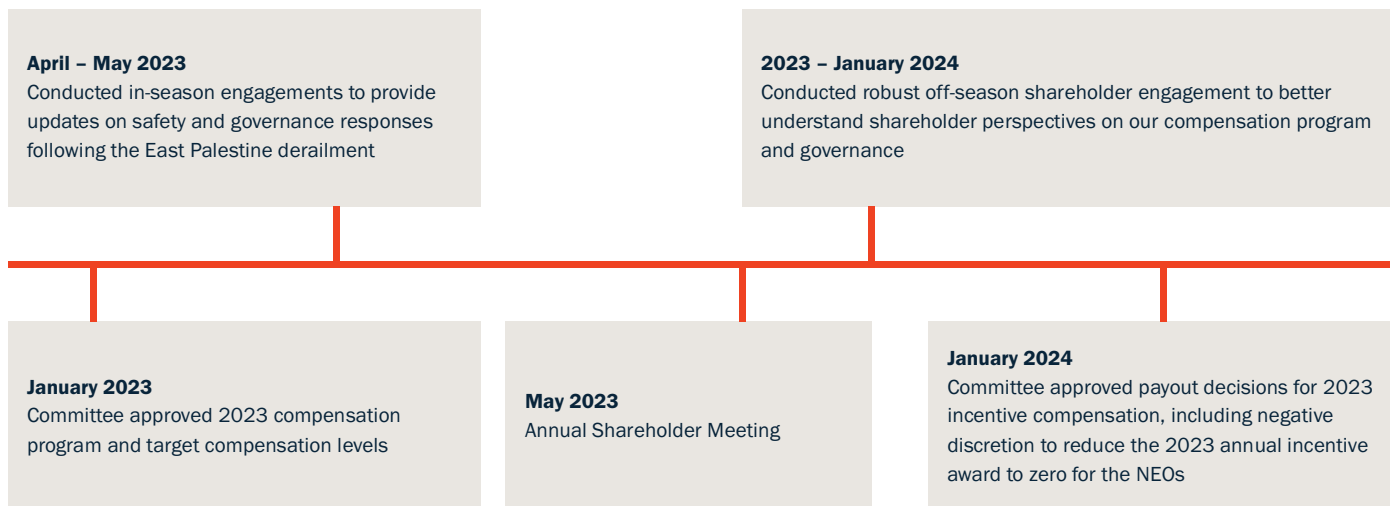 April – May 2023
Conducted in-season engagements to provide
updates on safety and governance responses
following the East Palestine derailment
2023 – January 2024
Conducted robust off-season shareholder engagement to better
understand shareholder perspectives on our compensation program
and governance
January 2023
Committee approved 2023 compensation
program and target compensation levels
May 2023
Annual Shareholder Meeting
January 2024
Committee approved payout decisions for 2023
incentive compensation, including negative
discretion to reduce the 2023 annual incentive
award to zero for the NEOs